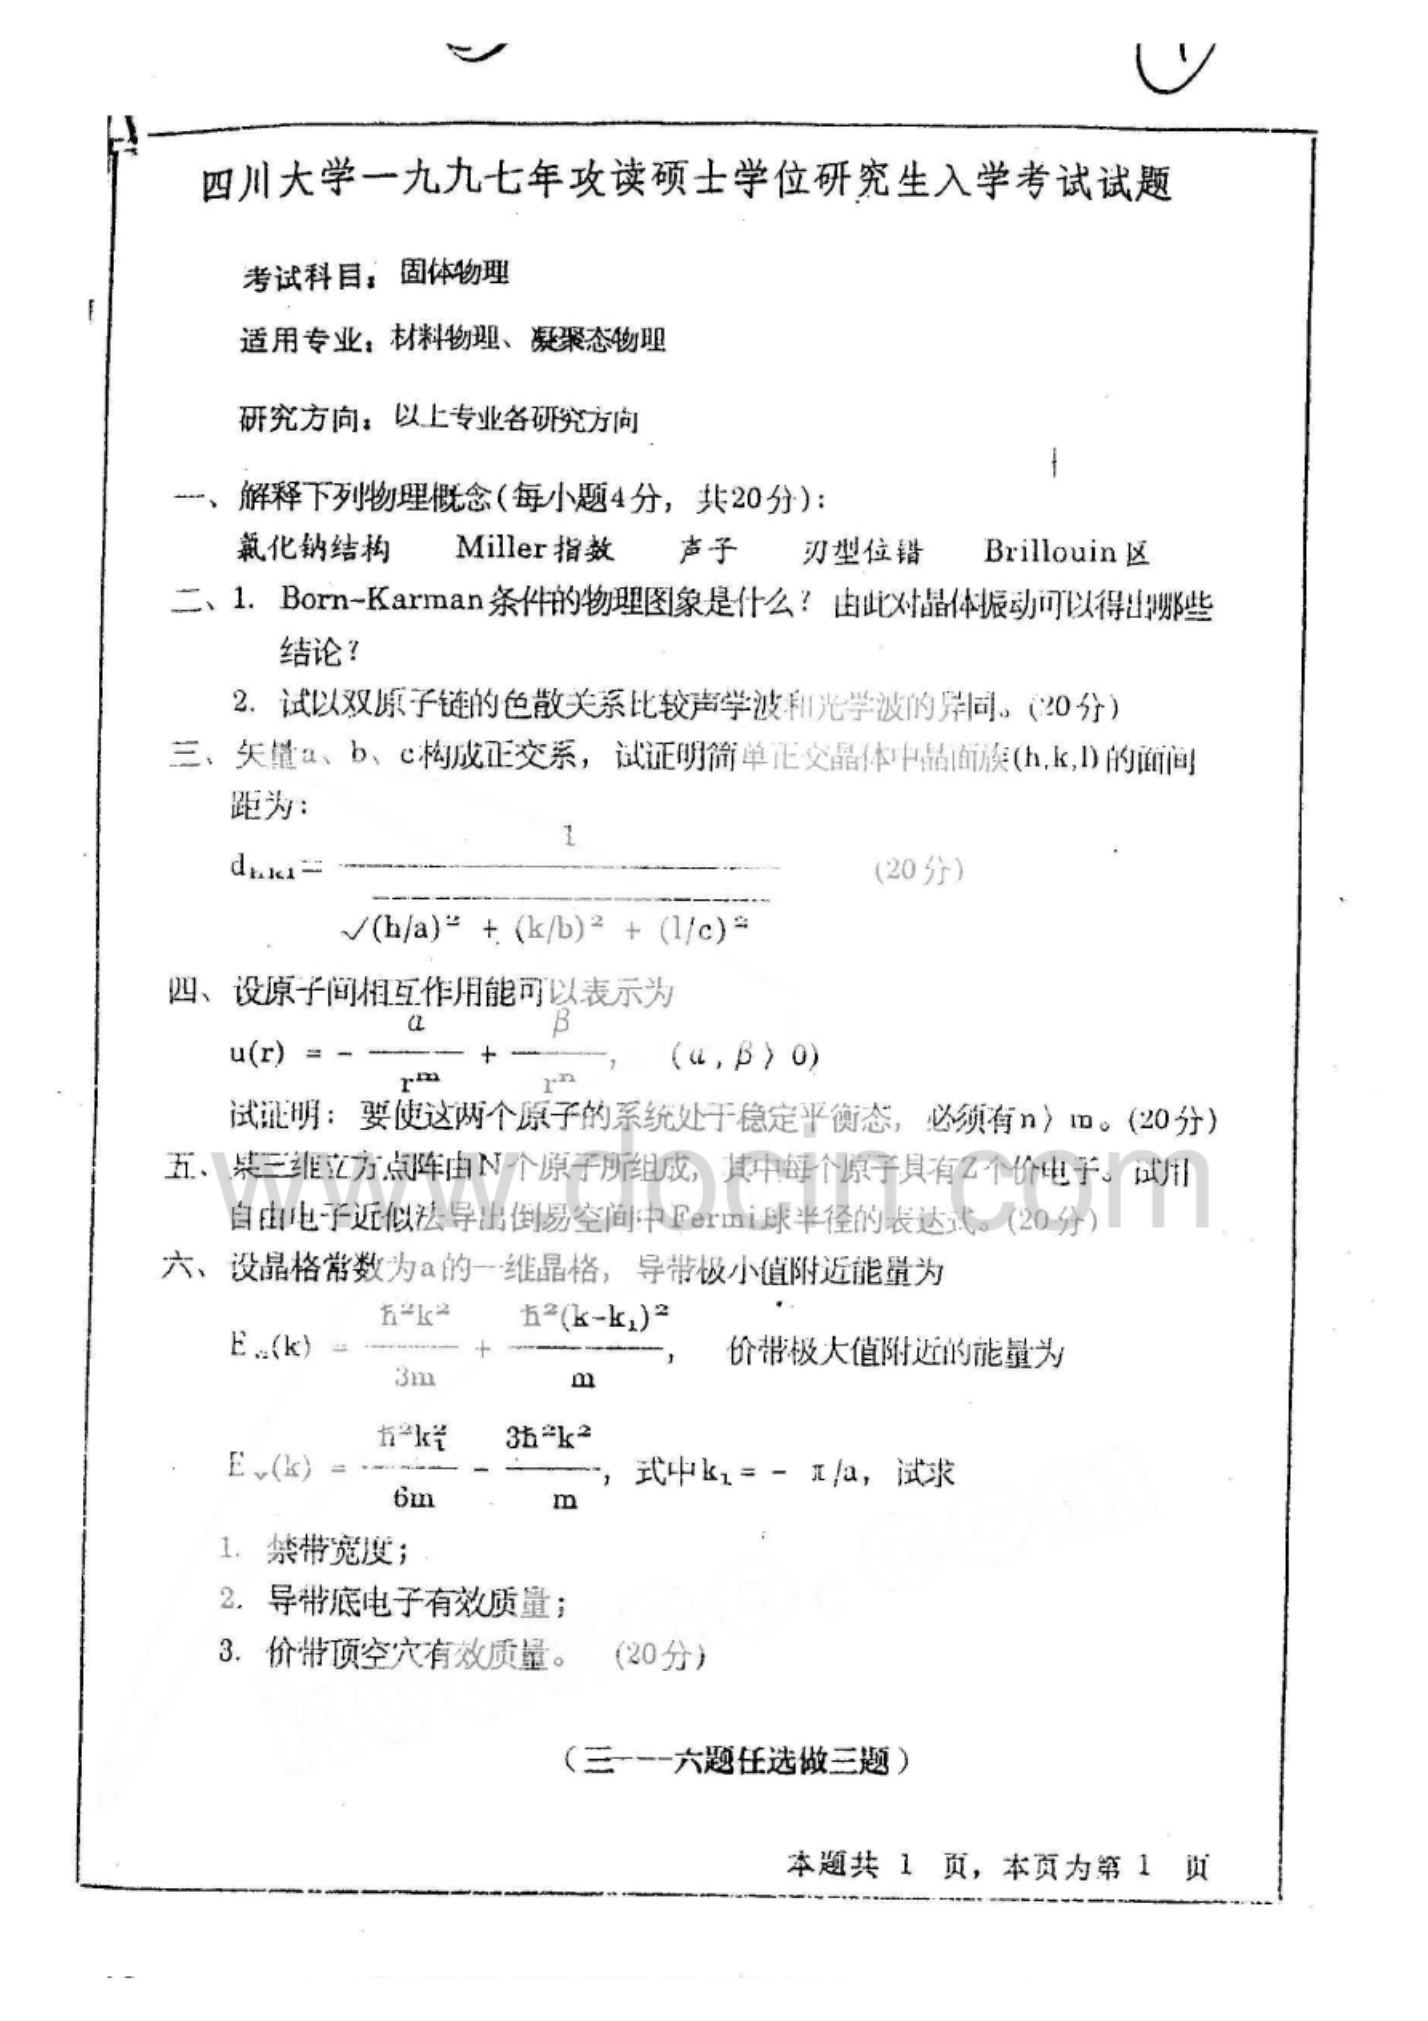 四川大学一九九七年攻读硕士学位研究生入学考试试题
考试科目：固体物理
适用专业：材料物理、凝聚态物理
研究方向：以上专业各研究方向
一、解释下列物理概念(每小题4分，共20分)：
氯化钠结构 Miller指数 声子 刃型位错 Brillouin区
二、1. Born-Karman条件的物理图象是什么？由此对晶体振动可以得出哪些
结论？
2. 试以双原子链的色散关系比较声学波和光学波的异同。(20分)
三、矢量a、b、c构成正交系，试证明简单正交晶体中晶面族(h,k,l)的面间
距为：
1
d_hkl = ———————— (20分)
√(h/a)² + (k/b)² + (l/c)²
四、设原子间相互作用能可以表示为
α β
u(r) = - ——— + ———, (α,β〉0)
r^m r^n
试证明：要使这两个原子的系统处于稳定平衡态，必须有n〉m。(20分)
五、某三维立方点阵由N个原子所组成，其中每个原子具有Z个价电子。试用
自由电子近似法导出倒易空间中Fermi球半径的表达式。(20分)
六、设晶格常数为a的一维晶格，导带极小值附近能量为
ħ²k² ħ²(k-k₁)²
E_c(k) = ——— + ———, 价带极大值附近的能量为
3m m
ħ²k₁² 3ħ²k²
E_v(k) = ——— - ———, 式中k₁= - π/a，试求
6m m
1. 禁带宽度；
2. 导带底电子有效质量；
3. 价带顶空穴有效质量。 (20分)
（三---六题任选做三题）
本题共 1 页，本页为第 1 页
www.docin.com